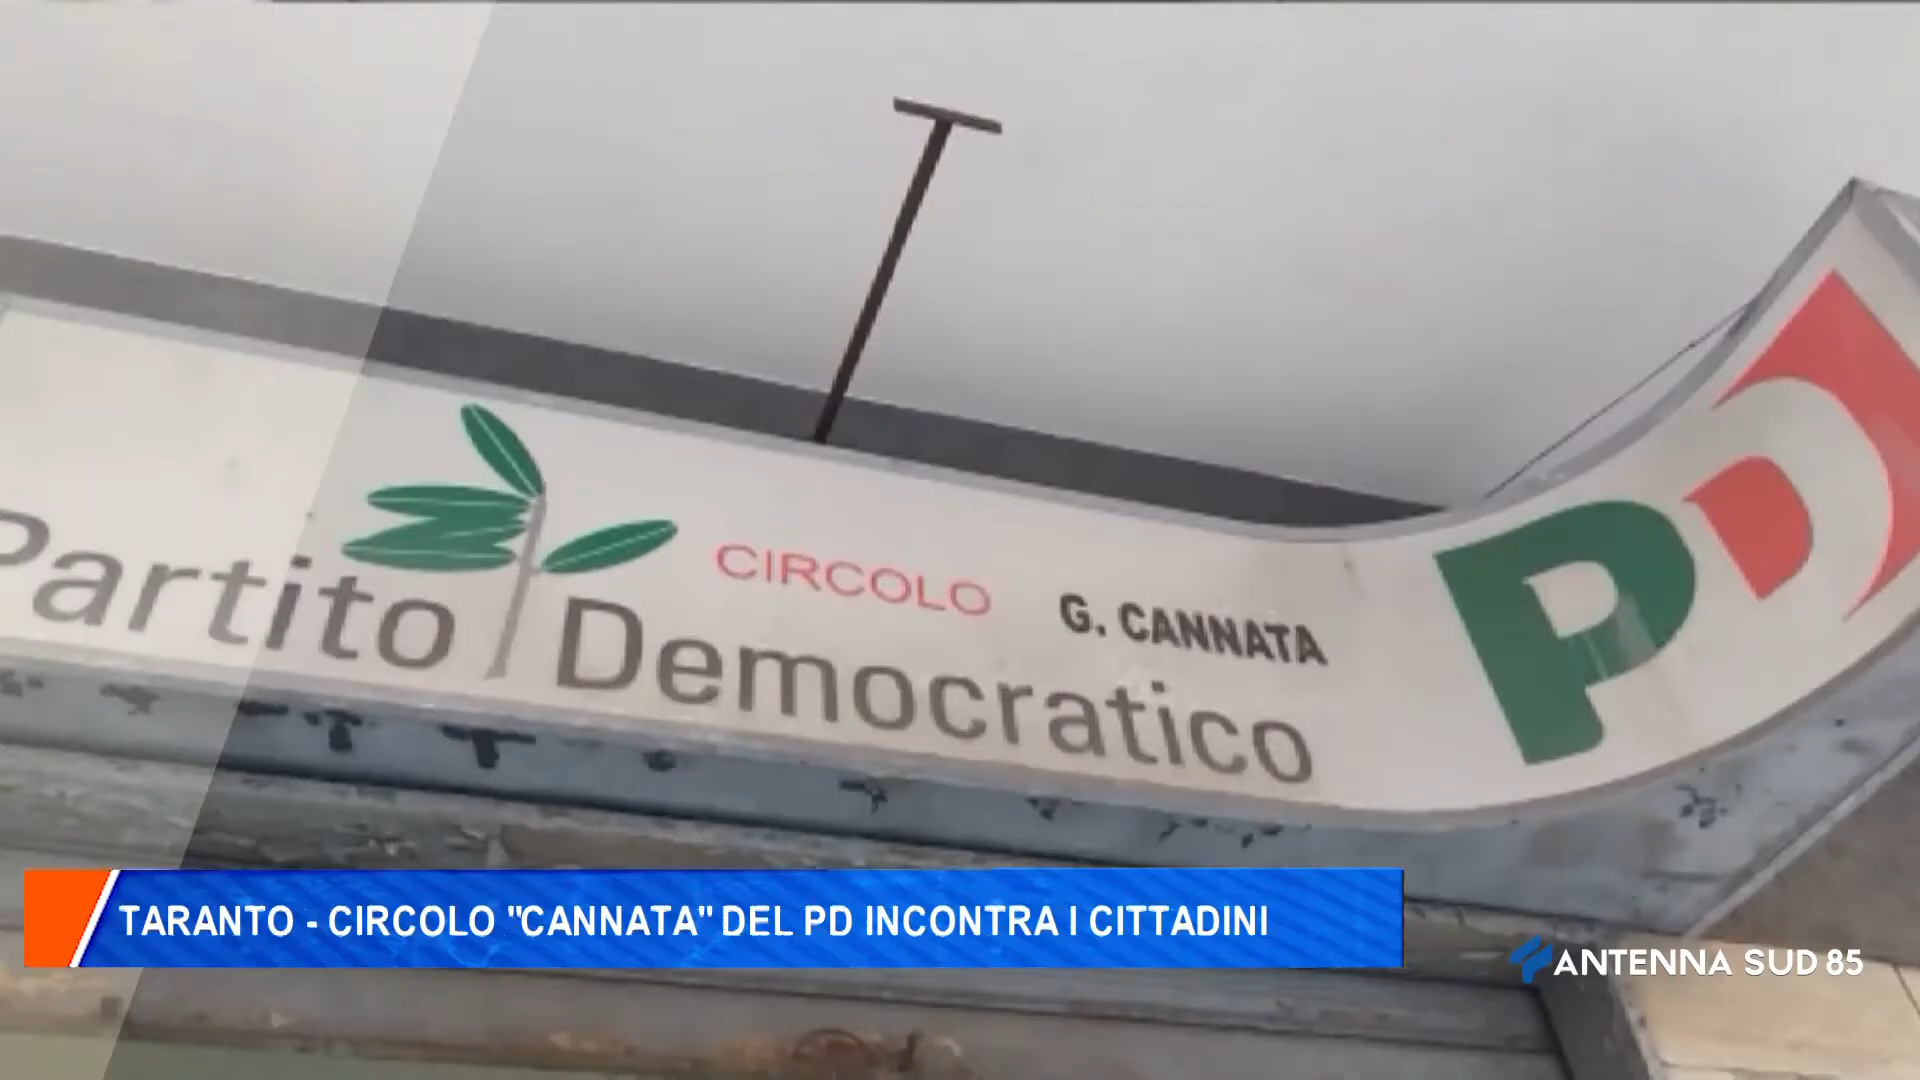 CIRCOLO G. CANNATA
Partito Democratico
PD
TARANTO - CIRCOLO "CANNATA" DEL PD INCONTRA I CITTADINI
ANTENNA SUD 85